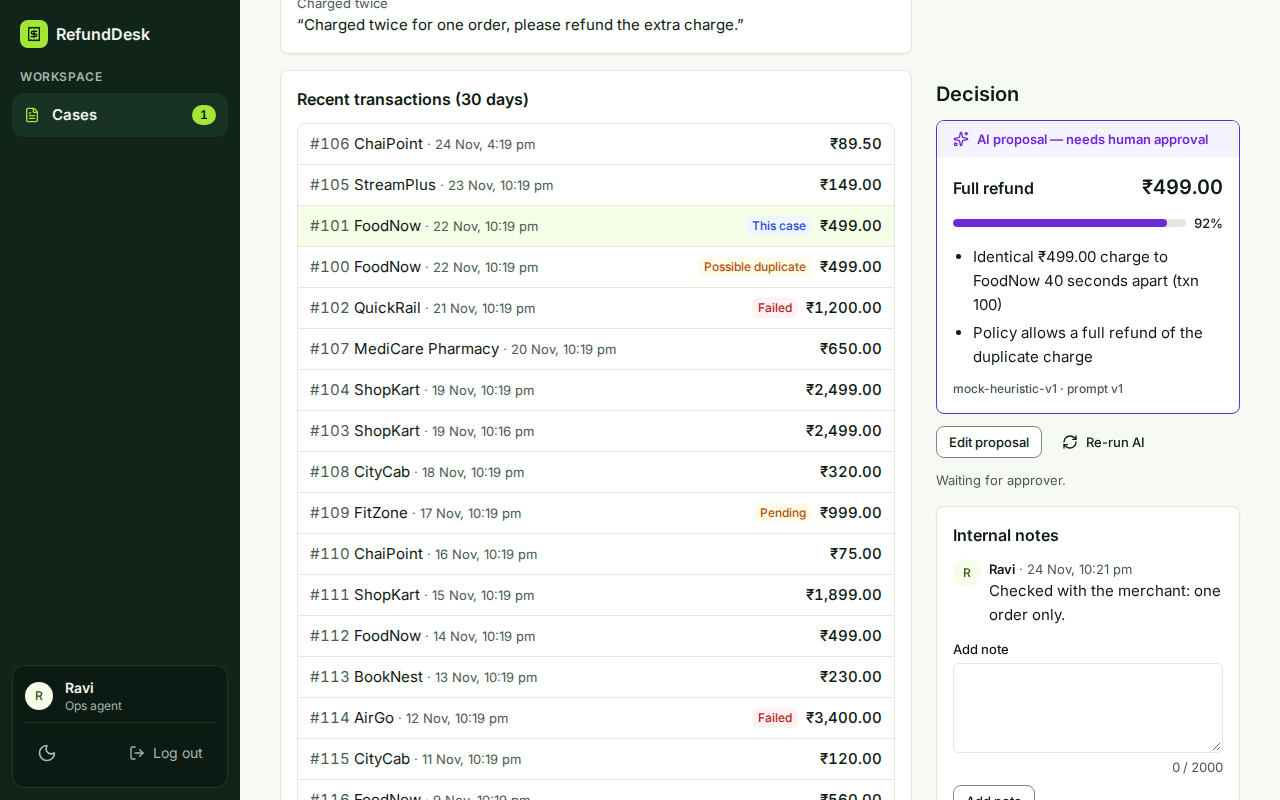 RefundDesk
WORKSPACE
Cases 1
R Ravi
Ops agent
Log out
Charged twice
“Charged twice for one order, please refund the extra charge.”
Recent transactions (30 days)
#106 ChaiPoint · 24 Nov, 4:19 pm ₹89.50
#105 StreamPlus · 23 Nov, 10:19 pm ₹149.00
#101 FoodNow · 22 Nov, 10:19 pm This case ₹499.00
#100 FoodNow · 22 Nov, 10:19 pm Possible duplicate ₹499.00
#102 QuickRail · 21 Nov, 10:19 pm Failed ₹1,200.00
#107 MediCare Pharmacy · 20 Nov, 10:19 pm ₹650.00
#104 ShopKart · 19 Nov, 10:19 pm ₹2,499.00
#103 ShopKart · 19 Nov, 10:16 pm ₹2,499.00
#108 CityCab · 18 Nov, 10:19 pm ₹320.00
#109 FitZone · 17 Nov, 10:19 pm Pending ₹999.00
#110 ChaiPoint · 16 Nov, 10:19 pm ₹75.00
#111 ShopKart · 15 Nov, 10:19 pm ₹1,899.00
#112 FoodNow · 14 Nov, 10:19 pm ₹499.00
#113 BookNest · 13 Nov, 10:19 pm ₹230.00
#114 AirGo · 12 Nov, 10:19 pm Failed ₹3,400.00
#115 CityCab · 11 Nov, 10:19 pm ₹120.00
#116 FoodNow · 9 Nov, 10:19 pm ₹560.00
Decision
AI proposal — needs human approval
Full refund ₹499.00
92%
• Identical ₹499.00 charge to
FoodNow 40 seconds apart (txn
100)
• Policy allows a full refund of the
duplicate charge
mock-heuristic-v1 · prompt v1
Edit proposal Re-run AI
Waiting for approver.
Internal notes
R Ravi · 24 Nov, 10:21 pm
Checked with the merchant: one
order only.
Add note
0 / 2000
Add note